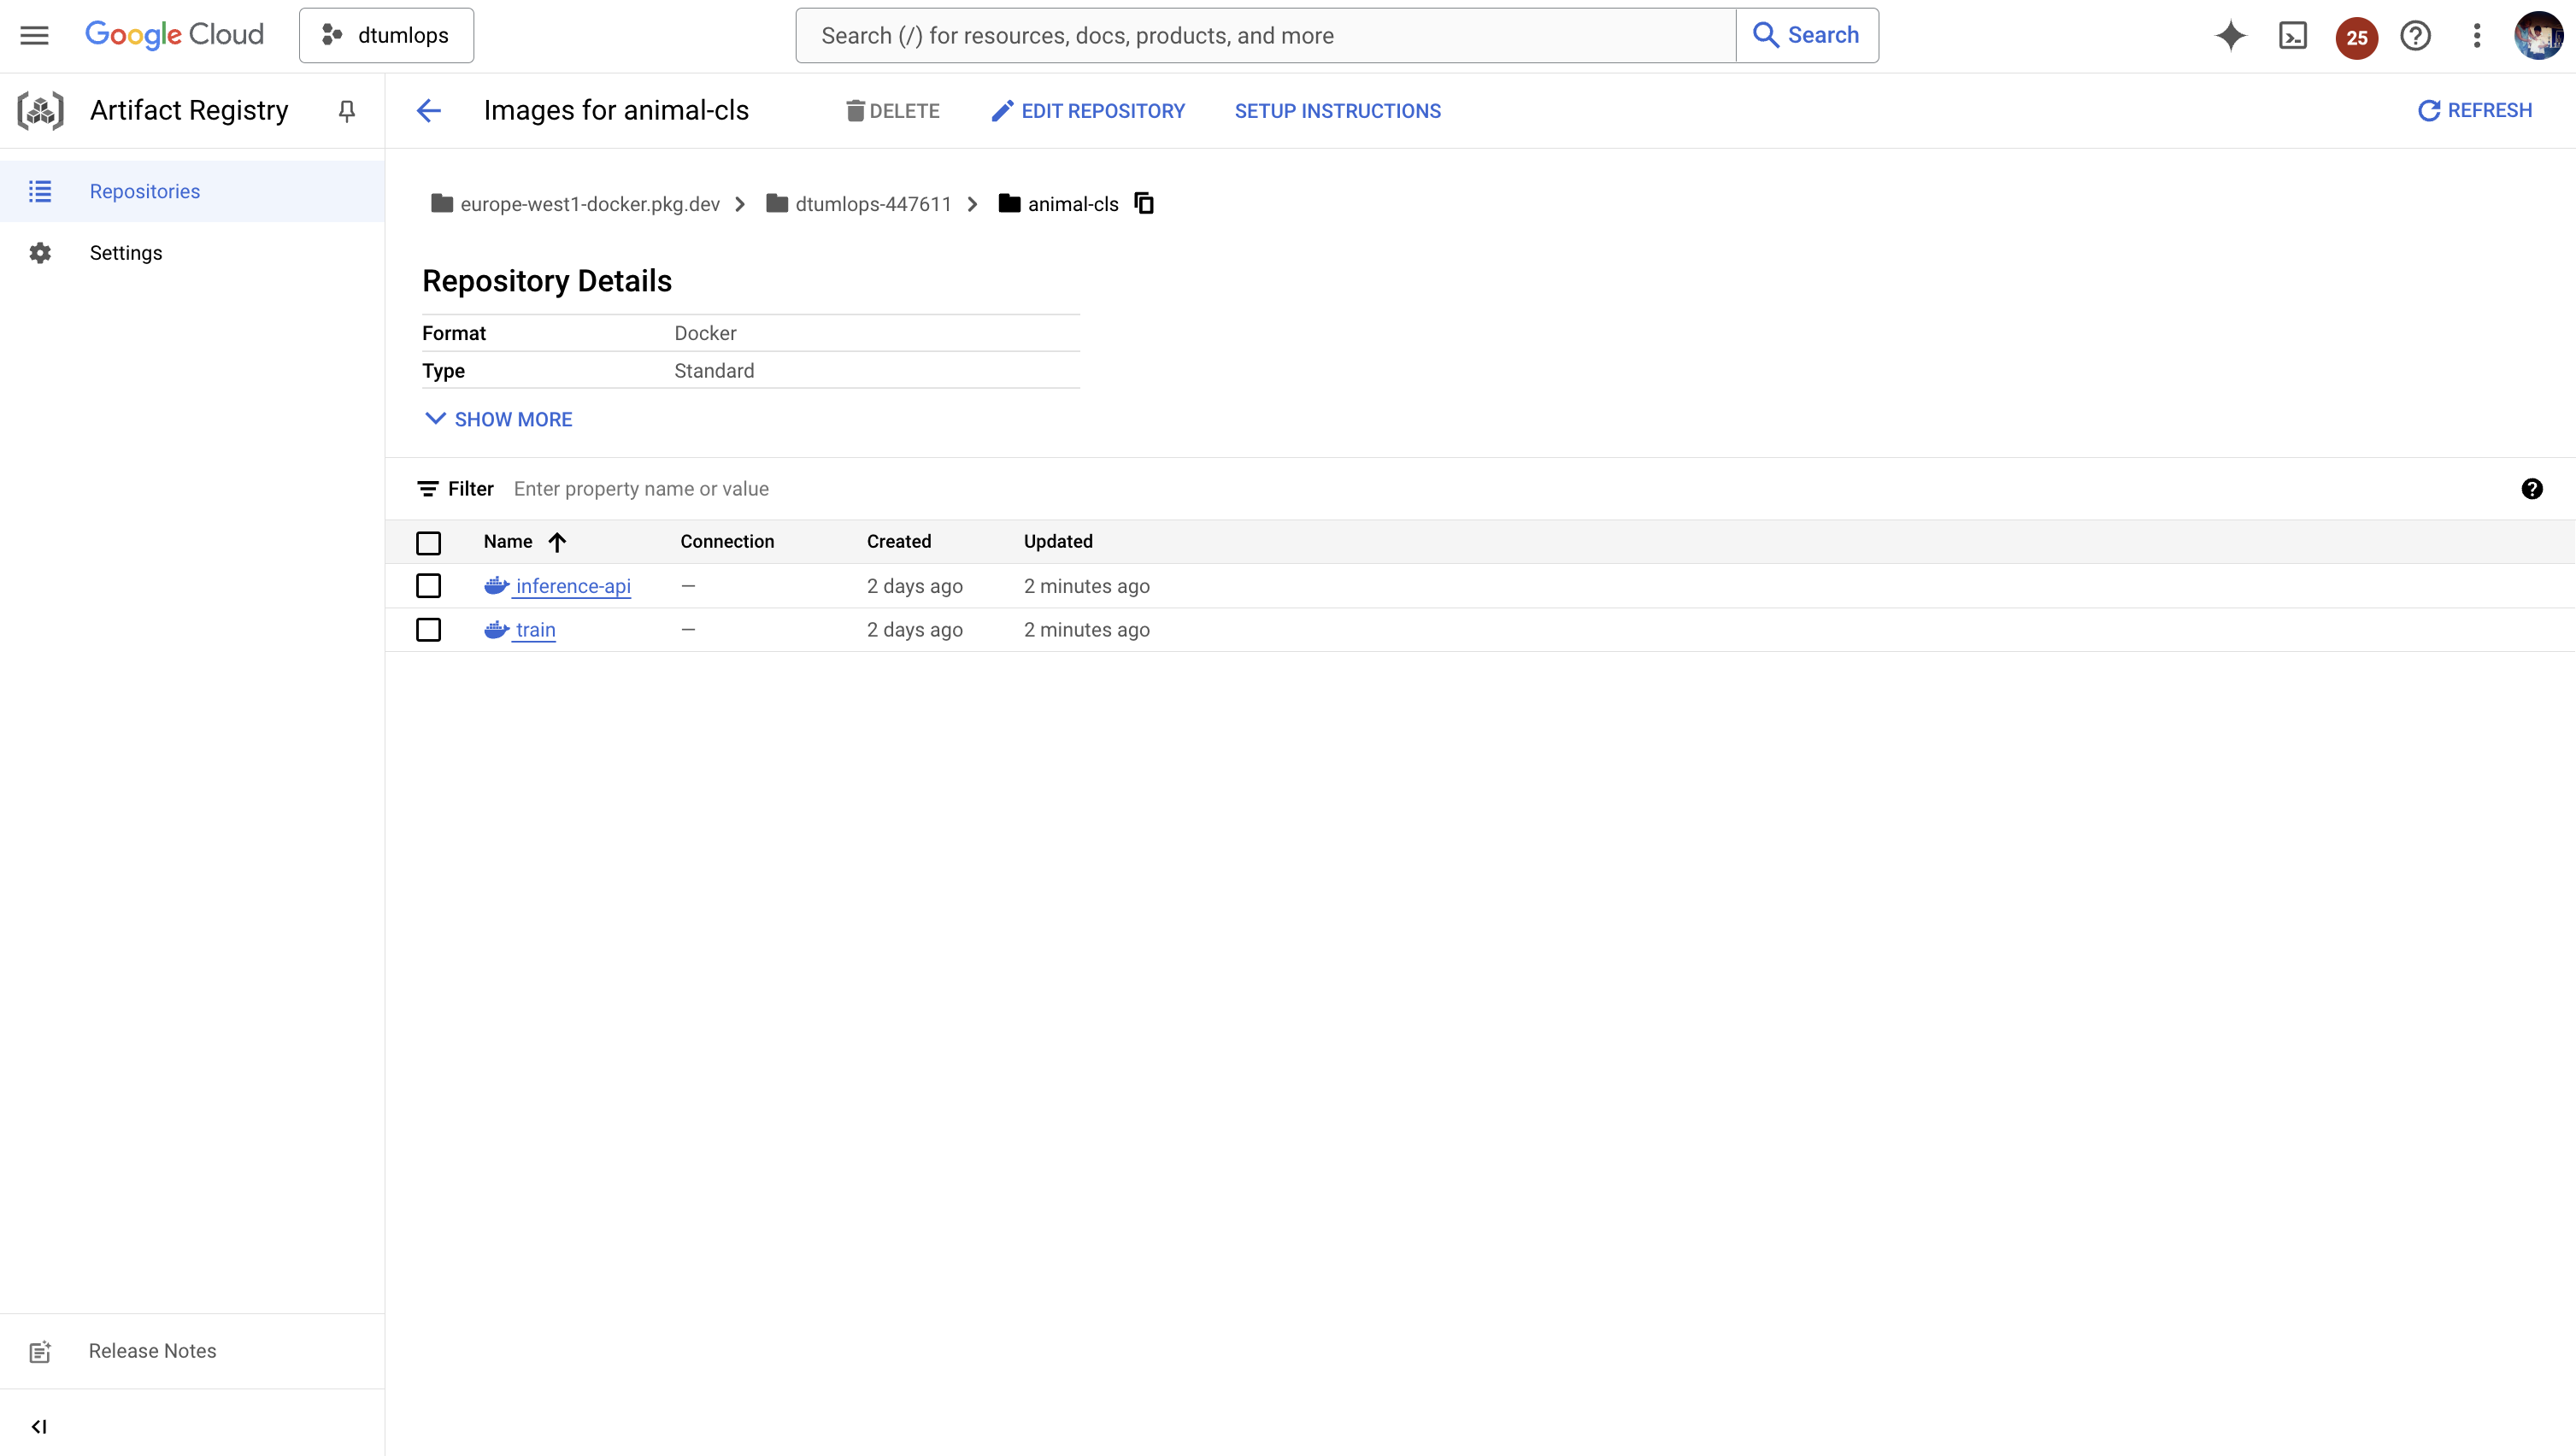 Google Cloud dtumlops Search (/) for resources, docs, products, and more Search 25
Artifact Registry
Images for animal-cls DELETE EDIT REPOSITORY SETUP INSTRUCTIONS REFRESH
Repositories
Settings
europe-west1-docker.pkg.dev dtumlops-447611 animal-cls
Repository Details
Format Docker
Type Standard
SHOW MORE
Filter Enter property name or value
Name Connection Created Updated
inference-api — 2 days ago 2 minutes ago
train — 2 days ago 2 minutes ago
Release Notes